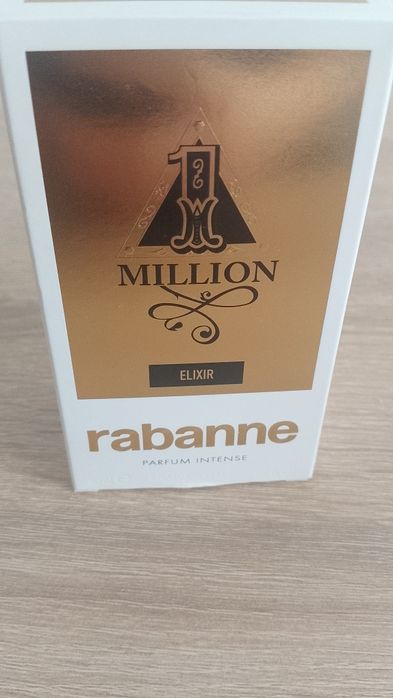 1
MILLION
ELIXIR
rabanne
PARFUM INTENSE